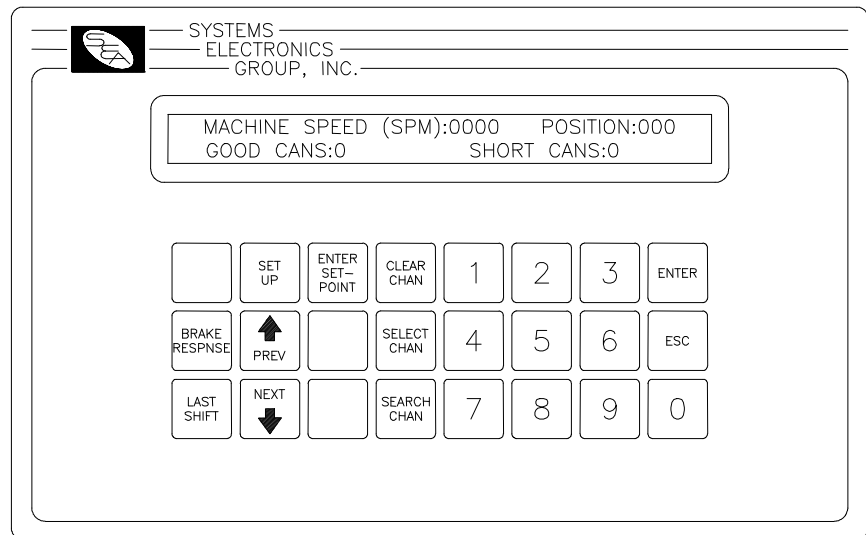 SYSTEMS
ELECTRONICS
GROUP, INC.
MACHINE SPEED (SPM):0000 POSITION:000
GOOD CANS:0 SHORT CANS:0
SET UP
ENTER SET-POINT
CLEAR CHAN
1 2 3
ENTER
BRAKE RESPNSE
PREV
SELECT CHAN
4 5 6
ESC
LAST SHIFT
NEXT
SEARCH CHAN
7 8 9 0